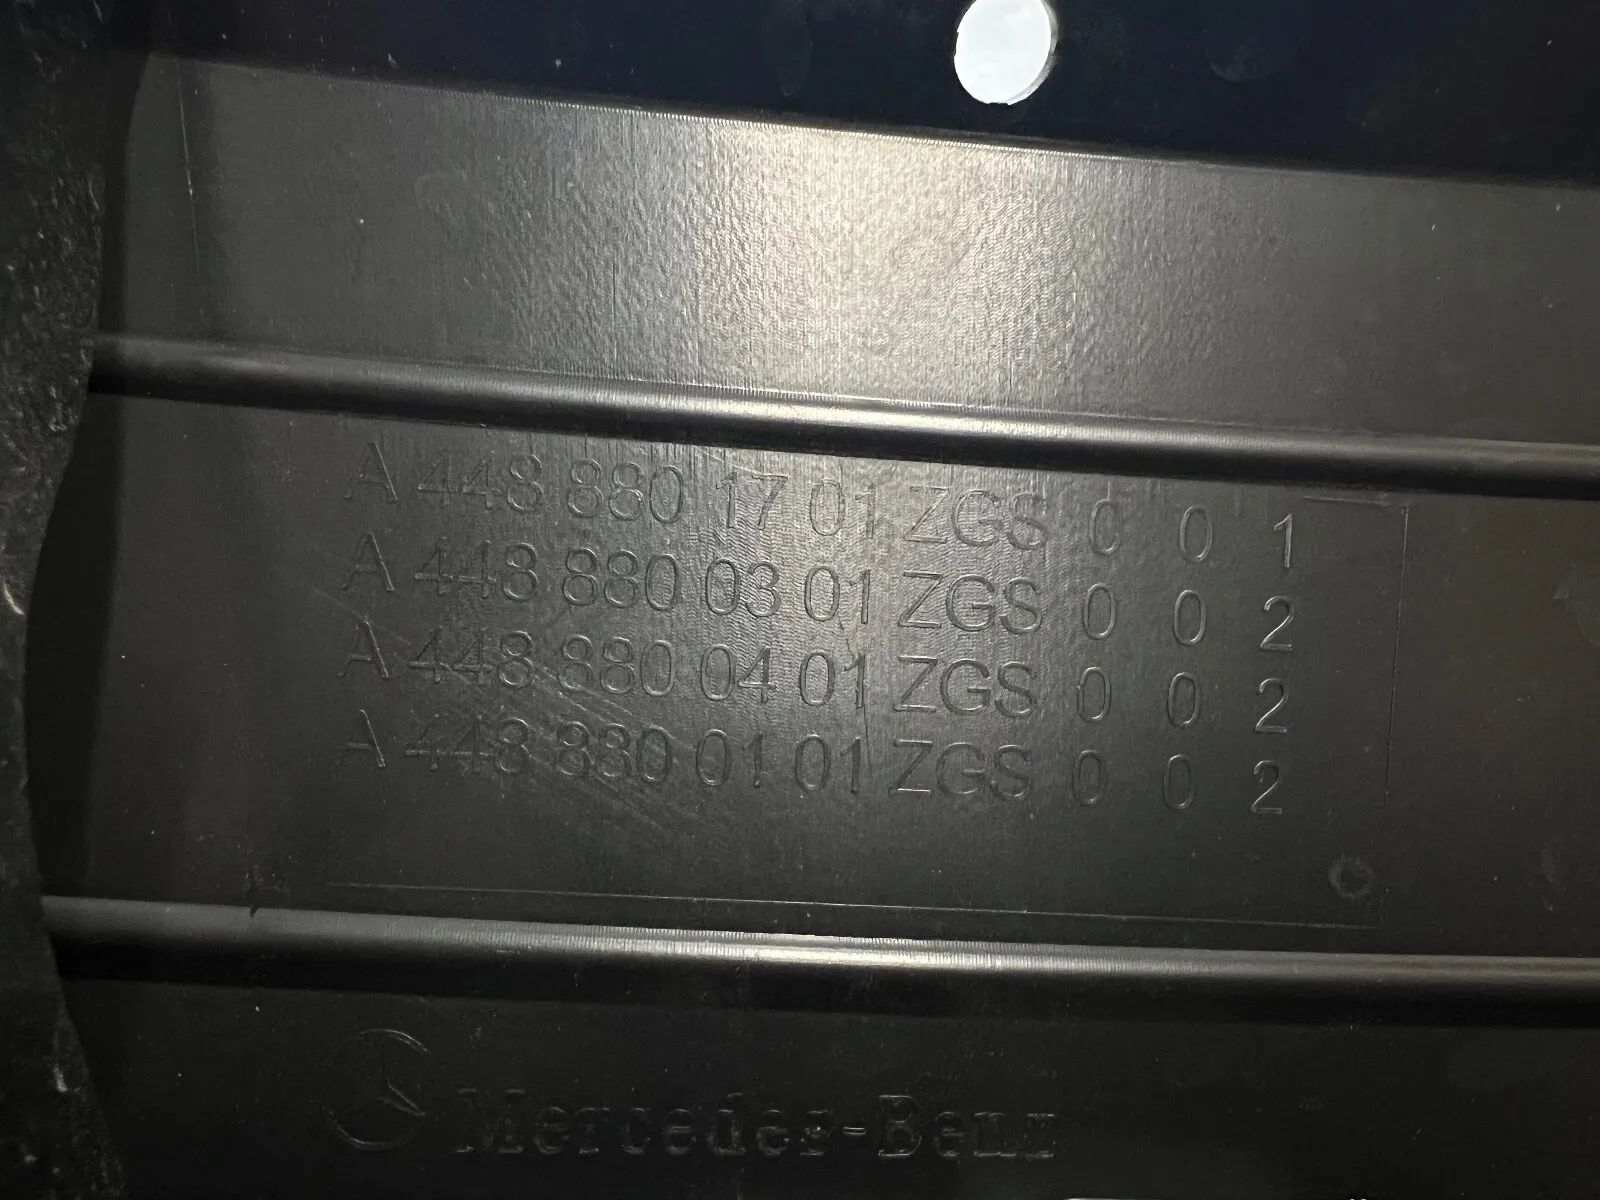 A 448 880 17 01 ZGS 0 0 1
A 448 880 03 01 ZGS 0 0 2
A 448 880 04 01 ZGS 0 0 2
A 448 880 01 01 ZGS 0 0 2
Mercedes-Benz